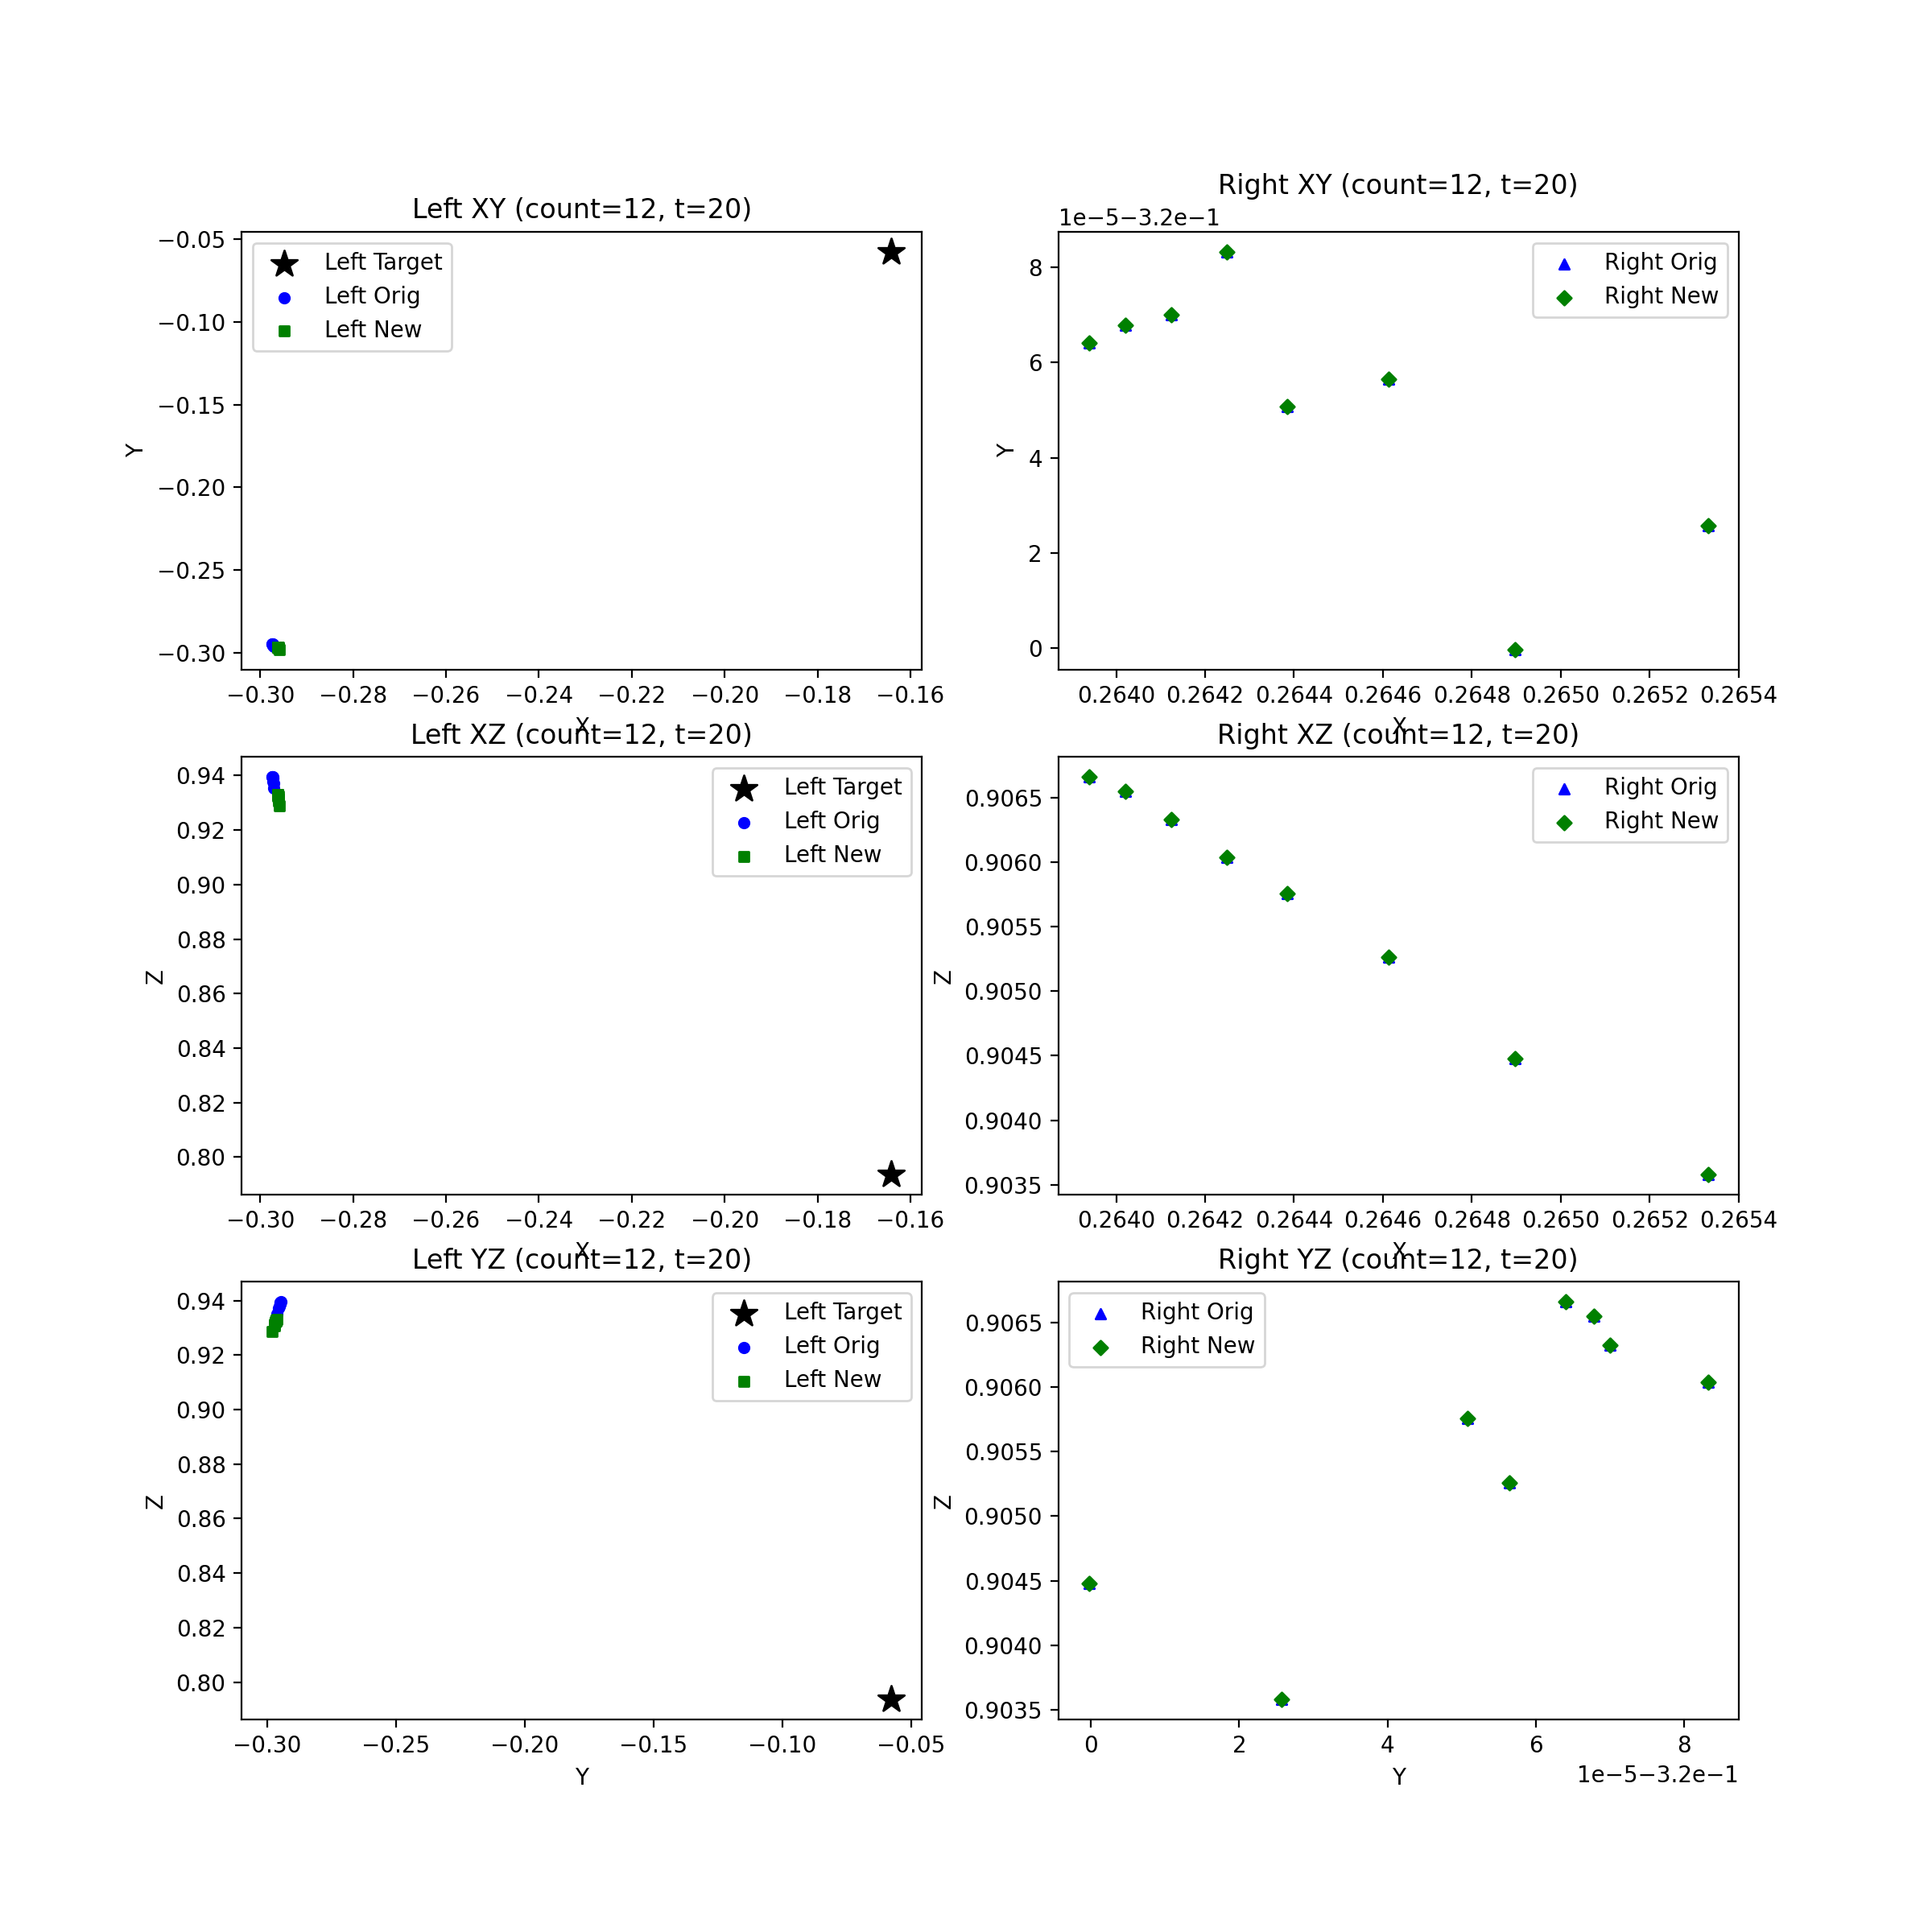 Left XY (count=12, t=20)
−0.05
−0.10
−0.15
−0.20
−0.25
−0.30
Y
Left Target
Left Orig
Left New
−0.30 −0.28 −0.26 −0.24 −0.22 −0.20 −0.18 −0.16
X
Right XY (count=12, t=20)
1e−5−3.2e−1
8
6
4
2
0
Y
Right Orig
Right New
0.2640 0.2642 0.2644 0.2646 0.2648 0.2650 0.2652 0.2654
X
Left XZ (count=12, t=20)
0.94
0.92
0.90
0.88
0.86
0.84
0.82
0.80
Z
Left Target
Left Orig
Left New
−0.30 −0.28 −0.26 −0.24 −0.22 −0.20 −0.18 −0.16
X
Right XZ (count=12, t=20)
0.9065
0.9060
0.9055
0.9050
0.9045
0.9040
0.9035
Z
Right Orig
Right New
0.2640 0.2642 0.2644 0.2646 0.2648 0.2650 0.2652 0.2654
X
Left YZ (count=12, t=20)
0.94
0.92
0.90
0.88
0.86
0.84
0.82
0.80
Z
Left Target
Left Orig
Left New
−0.30 −0.25 −0.20 −0.15 −0.10 −0.05
Y
Right YZ (count=12, t=20)
0.9065
0.9060
0.9055
0.9050
0.9045
0.9040
0.9035
Z
Right Orig
Right New
0 2 4 6 8
Y
1e−5−3.2e−1